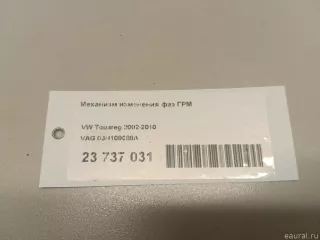 Механизм изменения фаз ГРМ
VW Touareg 2002-2010
VAG 03H109088A
23 737 031
eaural.ru